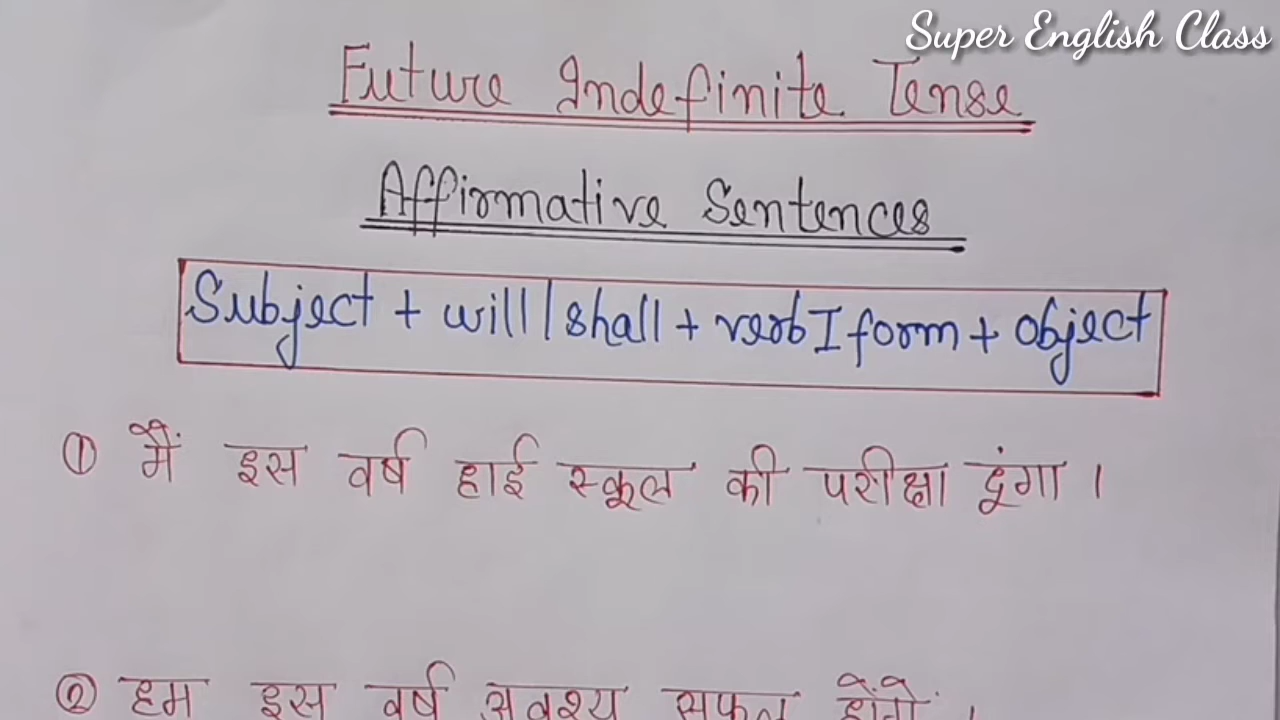 Super English Class
Future Indefinite Tense
Affirmative Sentences
Subject + will / shall + verb I form + object
① मैं इस वर्ष हाई स्कूल की परीक्षा दूंगा ।
② हम इस वर्ष अवश्य सफल होंगे ।